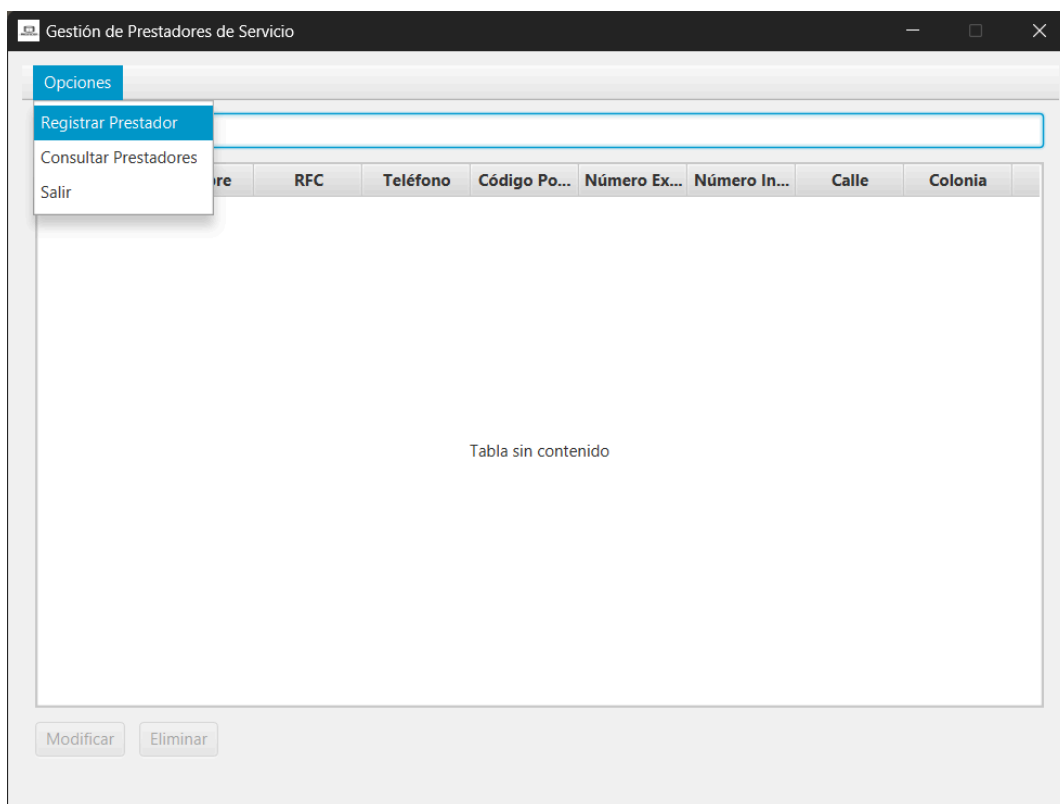 Gestión de Prestadores de Servicio
Opciones
Registrar Prestador
Consultar Prestadores
Salir
RFC Teléfono Código Po... Número Ex... Número In... Calle Colonia
Tabla sin contenido
Modificar Eliminar